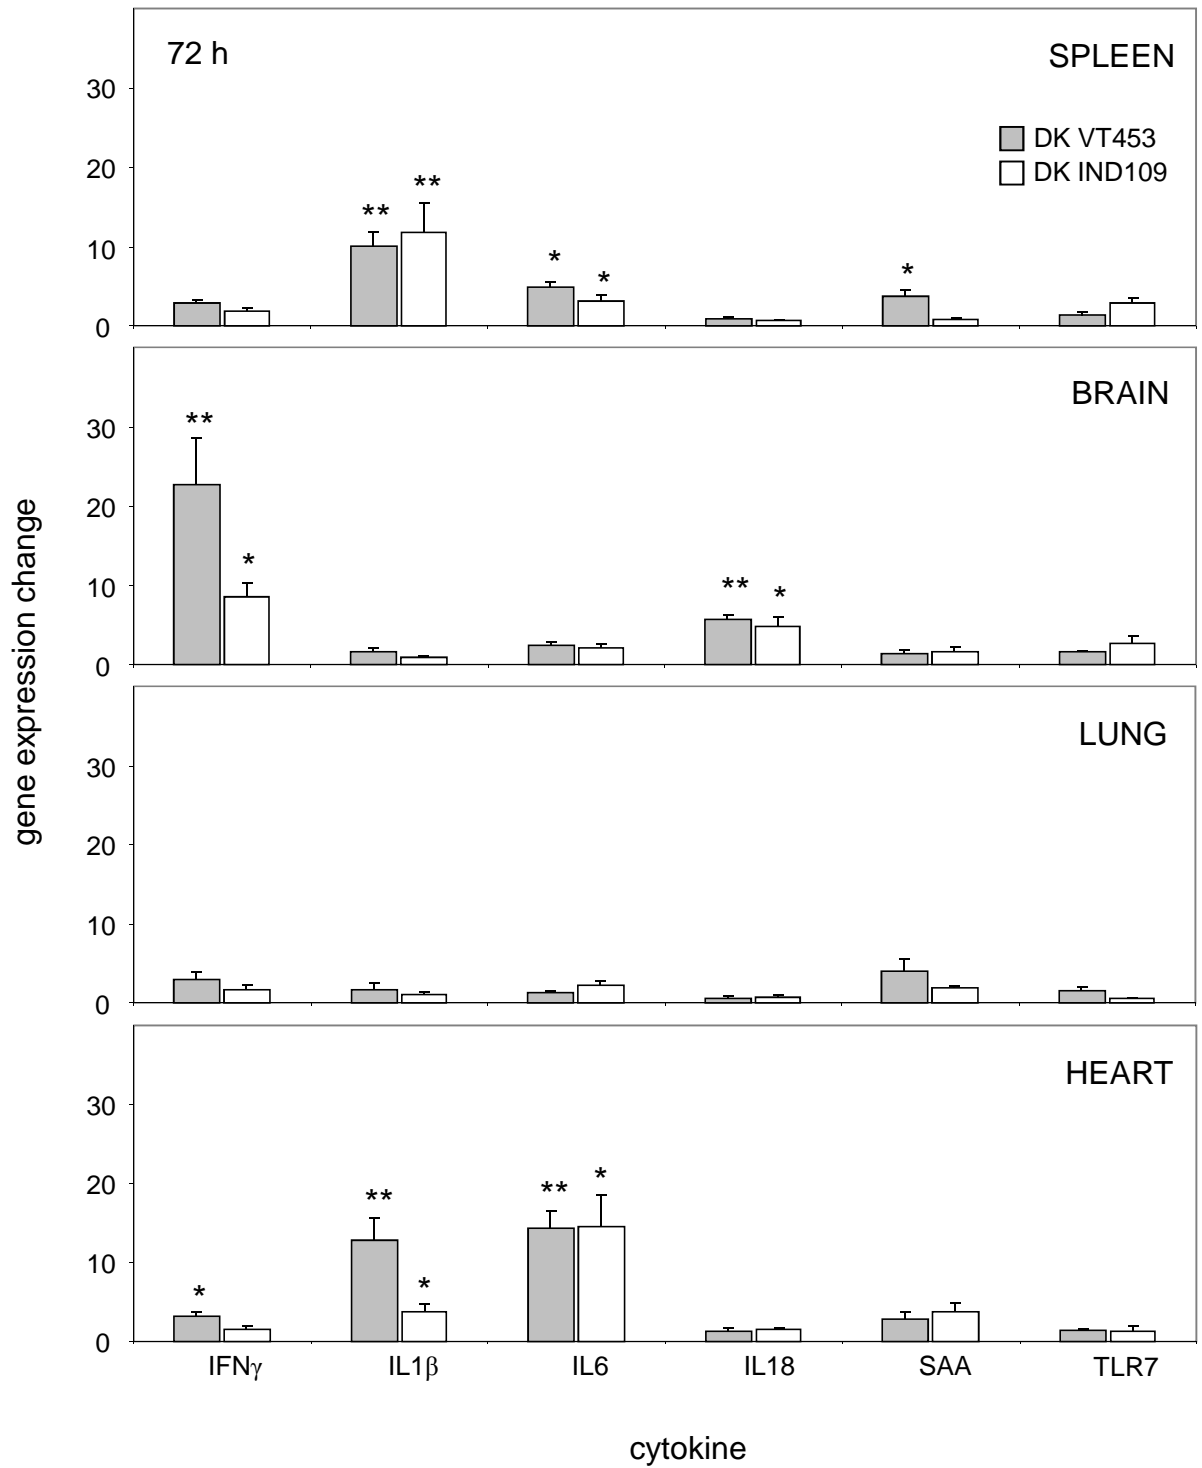 72 h
SPLEEN
DK VT453
DK IND109
30
20
10
0
** ** * * *
BRAIN
30
20
10
0
** * ** *
LUNG
30
20
10
0
HEART
30
20
10
0
* ** * ** *
IFNγ IL1β IL6 IL18 SAA TLR7
cytokine
gene expression change